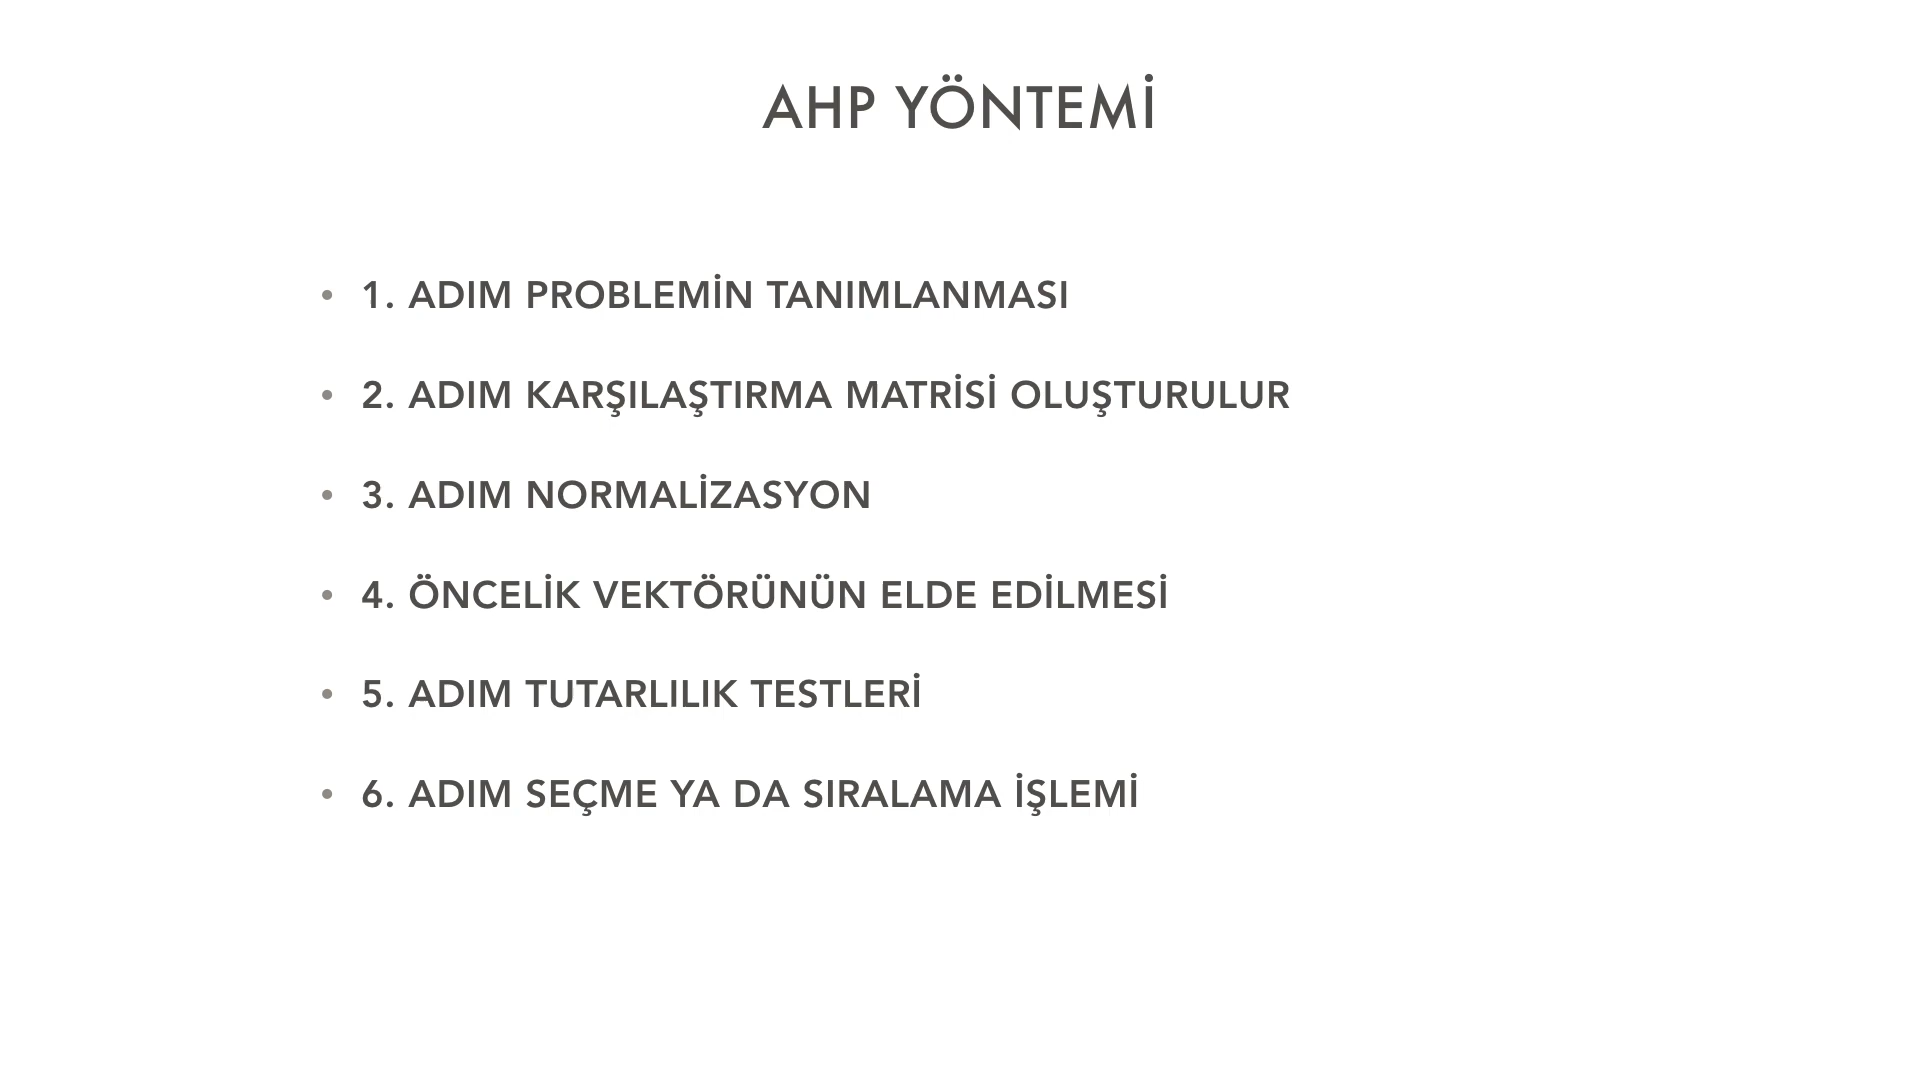 AHP YÖNTEMİ
• 1. ADIM PROBLEMİN TANIMLANMASI
• 2. ADIM KARŞILAŞTIRMA MATRİSİ OLUŞTURULUR
• 3. ADIM NORMALİZASYON
• 4. ÖNCELİK VEKTÖRÜNÜN ELDE EDİLMESİ
• 5. ADIM TUTARLILIK TESTLERİ
• 6. ADIM SEÇME YA DA SIRALAMA İŞLEMİ